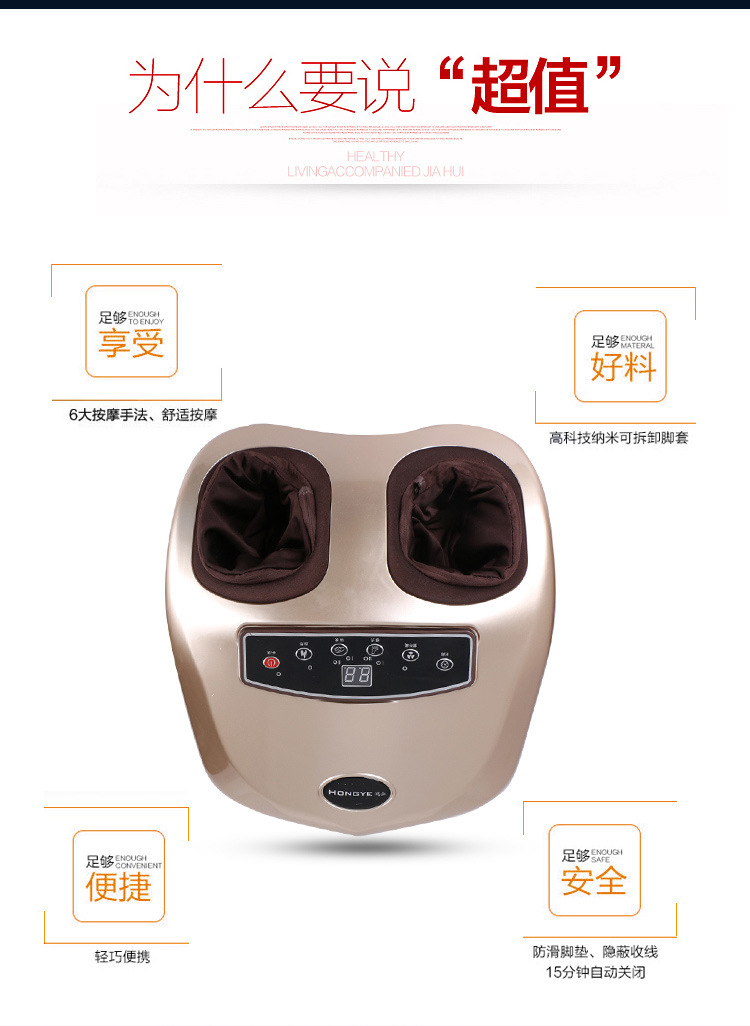 为什么要说“超值”
HEALTHY
LIVINGACCOMPANIED JIA HUI
足够 ENOUGH TO ENJOY
享受
6大按摩手法、舒适按摩
足够 ENOUGH MATERAL
好料
高科技纳米可拆卸脚套
88
HONGYE
足够 ENOUGH CONVENIENT
便捷
轻巧便携
足够 ENOUGH SAFE
安全
防滑脚垫、隐蔽收线
15分钟自动关闭